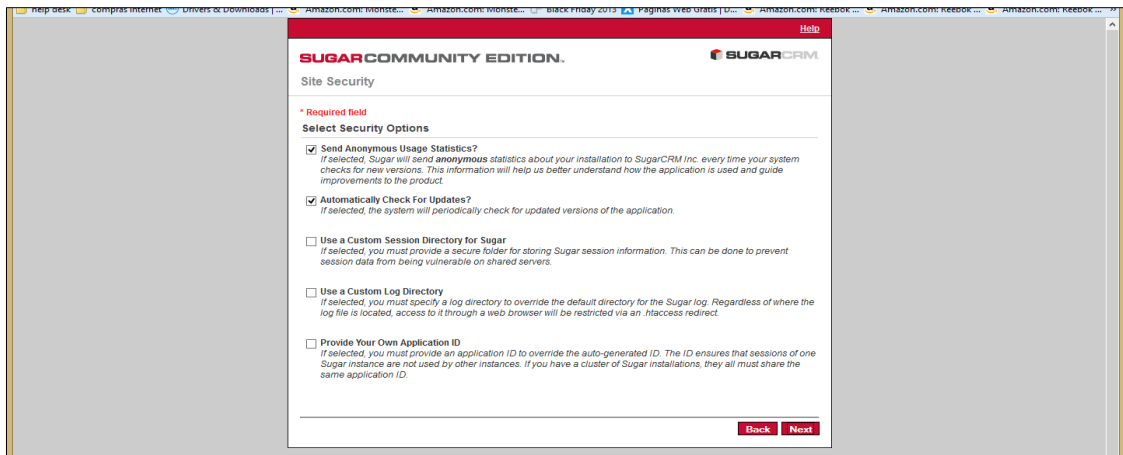 help desk compras internet Drivers & Downloads | ... Amazon.com: Monste... Amazon.com: Monste... Black Friday 2013 Paginas Web Gratis | D... Amazon.com: Reebok ... Amazon.com: Reebok ... Amazon.com: Reebok ... »
Help
SUGARCOMMUNITY EDITION.
SUGARCRM
Site Security
* Required field
Select Security Options
Send Anonymous Usage Statistics?
If selected, Sugar will send anonymous statistics about your installation to SugarCRM Inc. every time your system
checks for new versions. This information will help us better understand how the application is used and guide
improvements to the product.
Automatically Check For Updates?
If selected, the system will periodically check for updated versions of the application.
Use a Custom Session Directory for Sugar
If selected, you must provide a secure folder for storing Sugar session information. This can be done to prevent
session data from being vulnerable on shared servers.
Use a Custom Log Directory
If selected, you must specify a log directory to override the default directory for the Sugar log. Regardless of where the
log file is located, access to it through a web browser will be restricted via an .htaccess redirect.
Provide Your Own Application ID
If selected, you must provide an application ID to override the auto-generated ID. The ID ensures that sessions of one
Sugar instance are not used by other instances. If you have a cluster of Sugar installations, they all must share the
same application ID.
Back Next